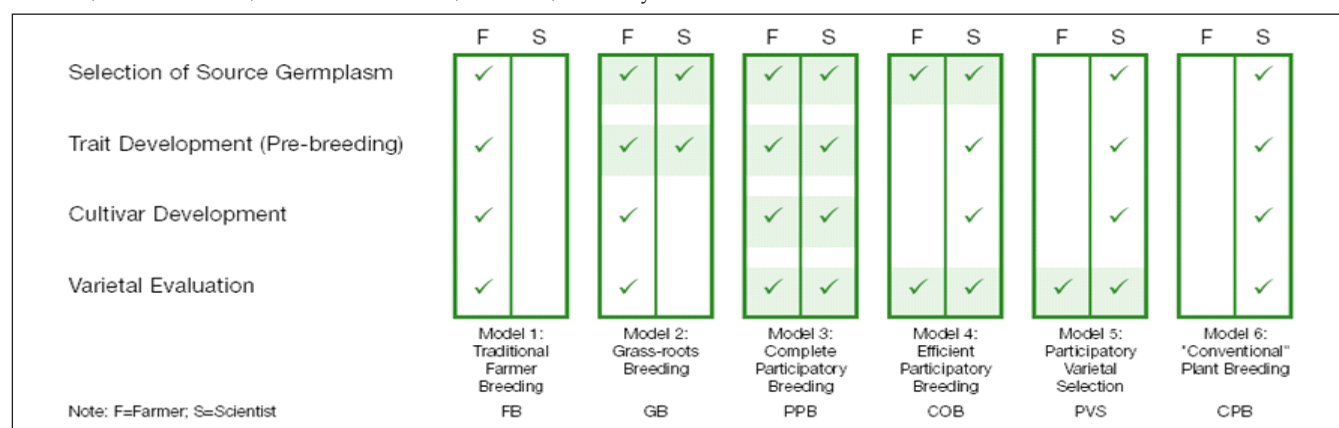 F S F S F S F S F S F S
Selection of Source Germplasm ✓ ✓ ✓ ✓ ✓ ✓ ✓ ✓ ✓
Trait Development (Pre-breeding) ✓ ✓ ✓ ✓ ✓ ✓ ✓ ✓
Cultivar Development ✓ ✓ ✓ ✓ ✓ ✓ ✓
Varietal Evaluation ✓ ✓ ✓ ✓ ✓ ✓ ✓ ✓ ✓
Model 1:
Traditional
Farmer
Breeding
FB
Model 2:
Grass-roots
Breeding
GB
Model 3:
Complete
Participatory
Breeding
PPB
Model 4:
Efficient
Participatory
Breeding
COB
Model 5:
Participatory
Varietal
Selection
PVS
Model 6:
"Conventional"
Plant Breeding
CPB
Note: F=Farmer; S=Scientist